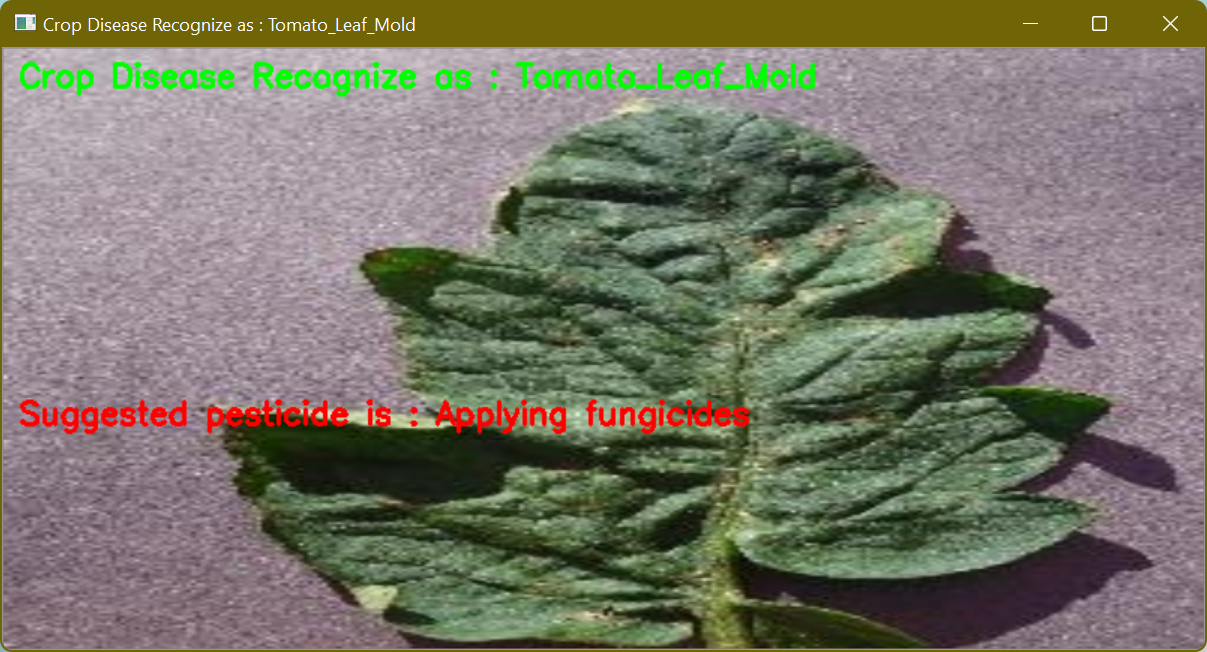 Crop Disease Recognize as : Tomato_Leaf_Mold
Crop Disease Recognize as : Tomato_Leaf_Mold
Suggested pesticide is : Applying fungicides